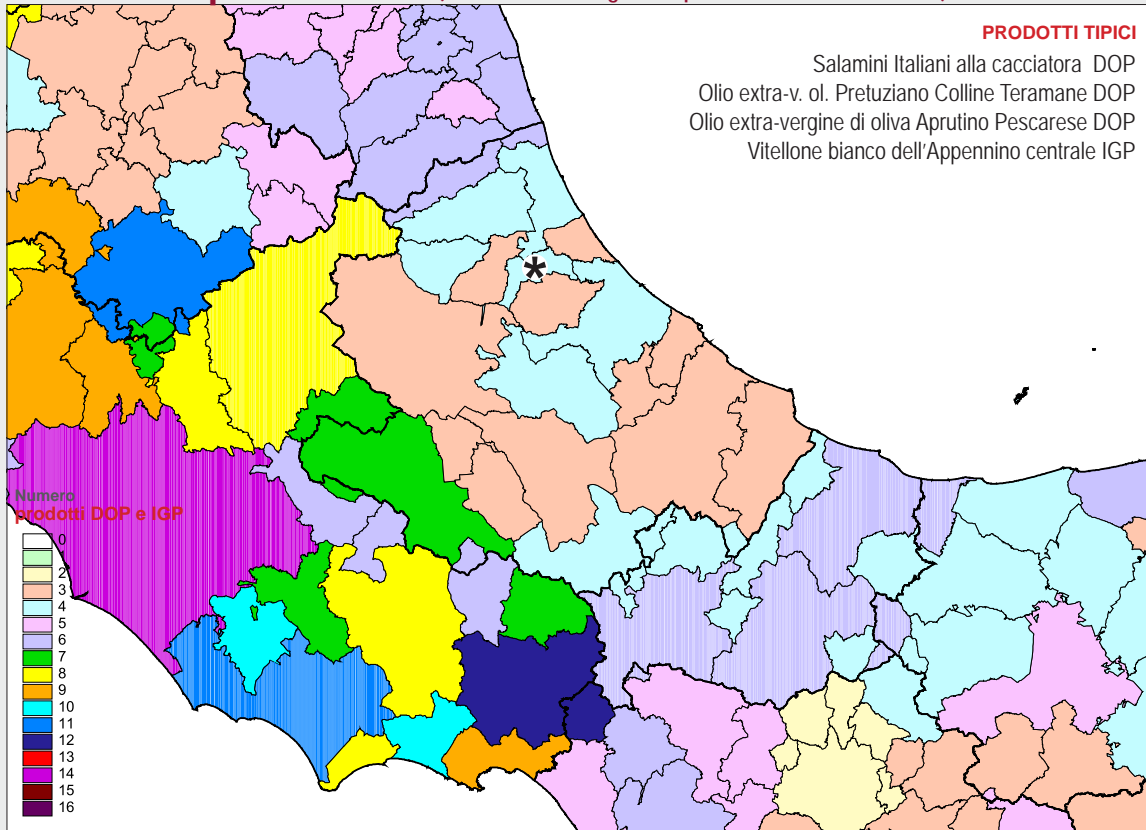 PRODOTTI TIPICI
Salamini Italiani alla cacciatora DOP
Olio extra-v. ol. Pretuziano Colline Teramane DOP
Olio extra-vergine di oliva Aprutino Pescarese DOP
Vitellone bianco dell'Appennino centrale IGP
*
Numero
prodotti DOP e IGP
0
2
3
4
5
6
7
8
9
10
11
12
13
14
15
16